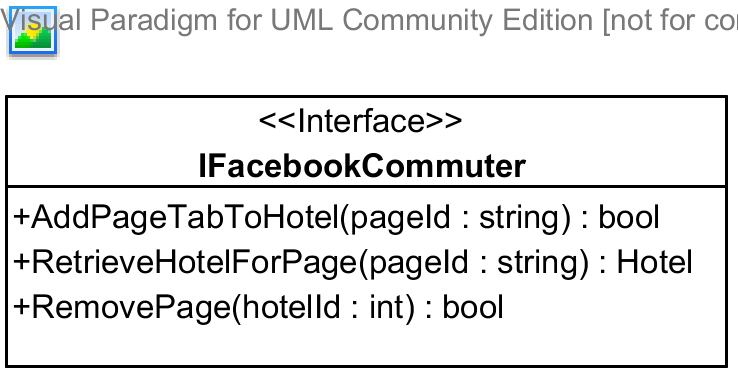 Visual Paradigm for UML Community Edition [not for
<<Interface>>
IFacebookCommuter
+AddPageTabToHotel(pageId : string) : bool
+RetrieveHotelForPage(pageId : string) : Hotel
+RemovePage(hotelId : int) : bool